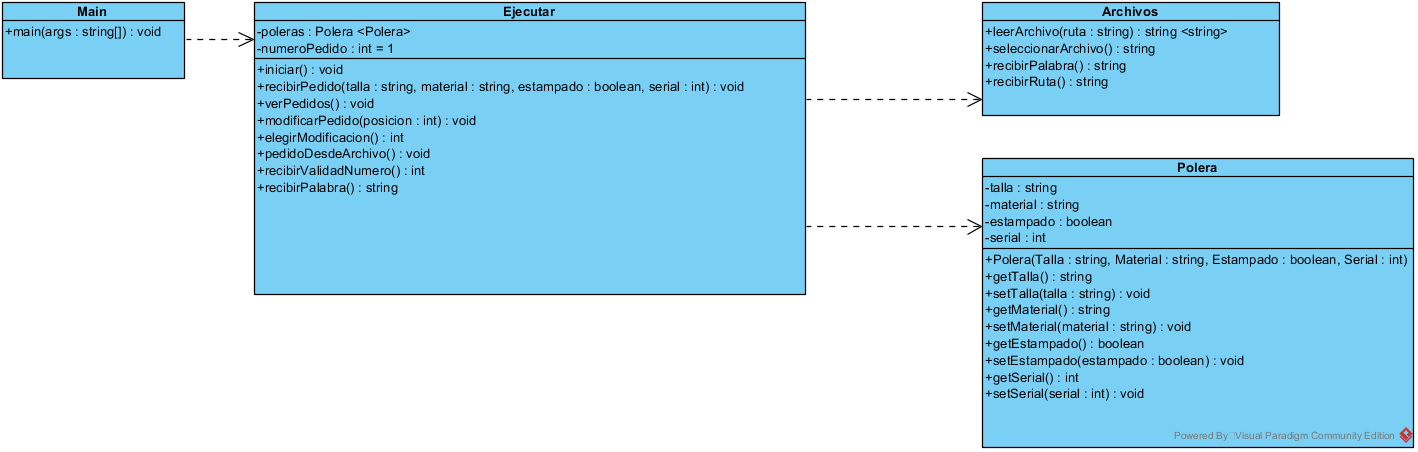 Main
+main(args : string[]) : void
Ejecutar
-poleras : Polera <Polera>
-numeroPedido : int = 1
+iniciar() : void
+recibirPedido(talla : string, material : string, estampado : boolean, serial : int) : void
+verPedidos() : void
+modificarPedido(posicion : int) : void
+elegirModificacion() : int
+pedidoDesdeArchivo() : void
+recibirValidadNumero() : int
+recibirPalabra() : string
Archivos
+leerArchivo(ruta : string) : string <string>
+seleccionarArchivo() : string
+recibirPalabra() : string
+recibirRuta() : string
Polera
-talla : string
-material : string
-estampado : boolean
-serial : int
+Polera(Talla : string, Material : string, Estampado : boolean, Serial : int)
+getTalla() : string
+setTalla(talla : string) : void
+getMaterial() : string
+setMaterial(material : string) : void
+getEstampado() : boolean
+setEstampado(estampado : boolean) : void
+getSerial() : int
+setSerial(serial : int) : void
Powered By Visual Paradigm Community Edition